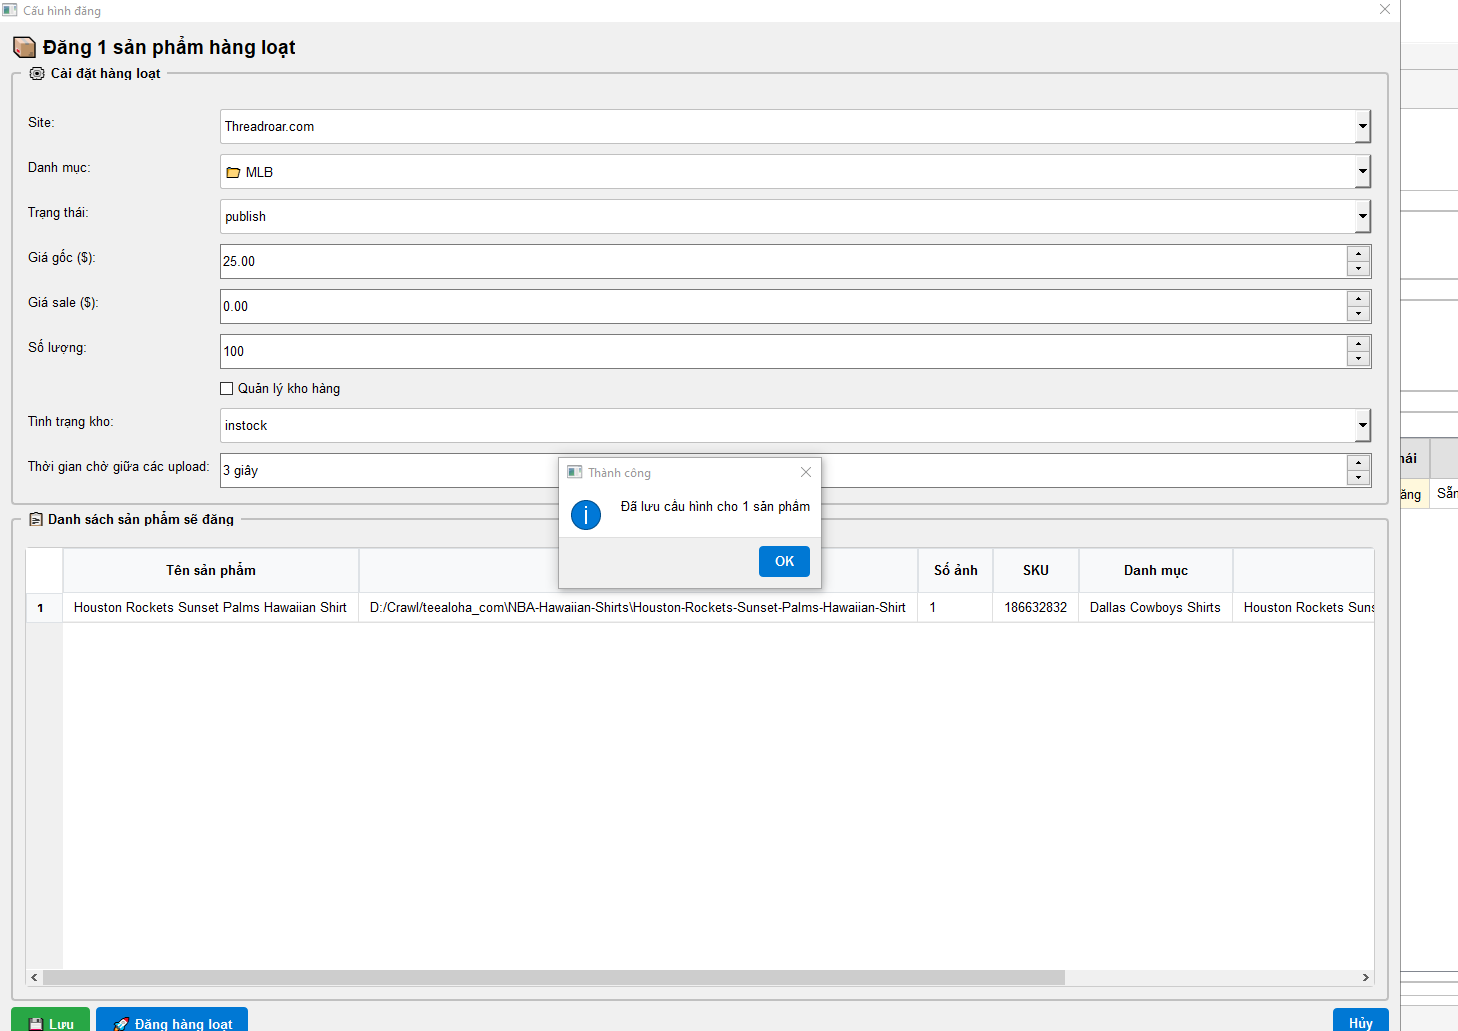 Cấu hình đăng
Đăng 1 sản phẩm hàng loạt
Cài đặt hàng loạt
Site:
Threadroar.com
Danh mục:
MLB
Trạng thái:
publish
Giá gốc ($):
25.00
Giá sale ($):
0.00
Số lượng:
100
Quản lý kho hàng
Tình trạng kho:
instock
Thời gian chờ giữa các upload:
3 giây
Thành công
Đã lưu cấu hình cho 1 sản phẩm
OK
Danh sách sản phẩm sẽ đăng
Tên sản phẩm Số ảnh SKU Danh mục
1 Houston Rockets Sunset Palms Hawaiian Shirt D:/Crawl/teealoha_com\NBA-Hawaiian-Shirts\Houston-Rockets-Sunset-Palms-Hawaiian-Shirt 1 186632832 Dallas Cowboys Shirts Houston Rockets Suns
Lưu
Đăng hàng loạt
Hủy